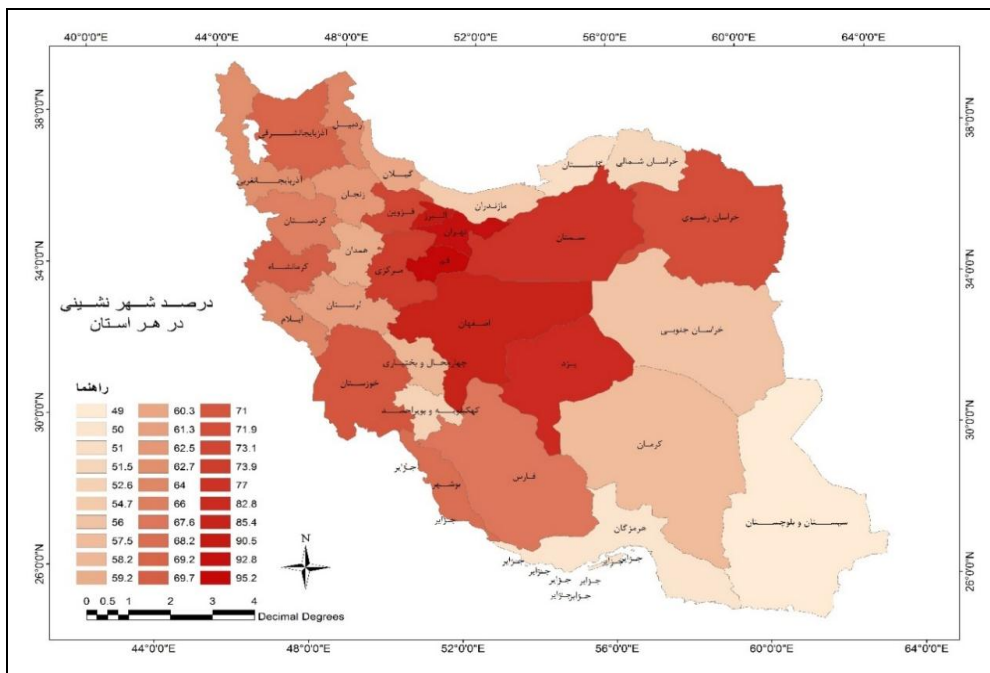 40°0'0"E 44°0'0"E 48°0'0"E 52°0'0"E 56°0'0"E 60°0'0"E 64°0'0"E
38°0'0"N
38°0'0"N
34°0'0"N
34°0'0"N
30°0'0"N
30°0'0"N
26°0'0"N
26°0'0"N
آذربایجانشرقی
اردبیل
آذربایجانغربی
گیلان
زنجان
مازندران
گلستان
خراسان شمالی
خراسان رضوی
کردستان
قزوین
البرز
تهران
سمنان
همدان
کرمانشاه
مرکزی
قم
لرستان
ایلام
اصفهان
خراسان جنوبی
چهارمحال و بختیاری
یزد
خوزستان
کهگیلویه و بویراحمد
کرمان
فارس
جزایر
بوشهر
جزایر
هرمزگان
سیستان و بلوچستان
جزایر
جزایر
جزایر
جزایر
جزایر
جزایر
جزایر
جزایر
درصد شهر نشینی
در هر استان
راهنما
49 60.3 71
50 61.3 71.9
51 62.5 73.1
51.5 62.7 73.9
52.6 64 77
54.7 66 82.8
56 67.6 85.4
57.5 68.2 90.5
58.2 69.2 92.8
59.2 69.7 95.2
N
0 0.5 1 2 3 4
Decimal Degrees
44°0'0"E 48°0'0"E 52°0'0"E 56°0'0"E 60°0'0"E 64°0'0"E